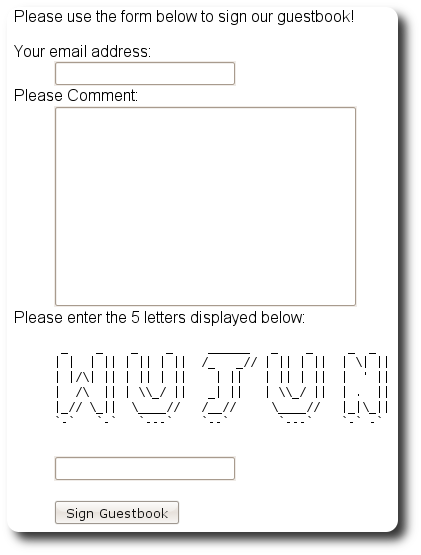 Please use the form below to sign our guestbook!
Your email address:
Please Comment:
Please enter the 5 letters displayed below:
WUJUN
Sign Guestbook